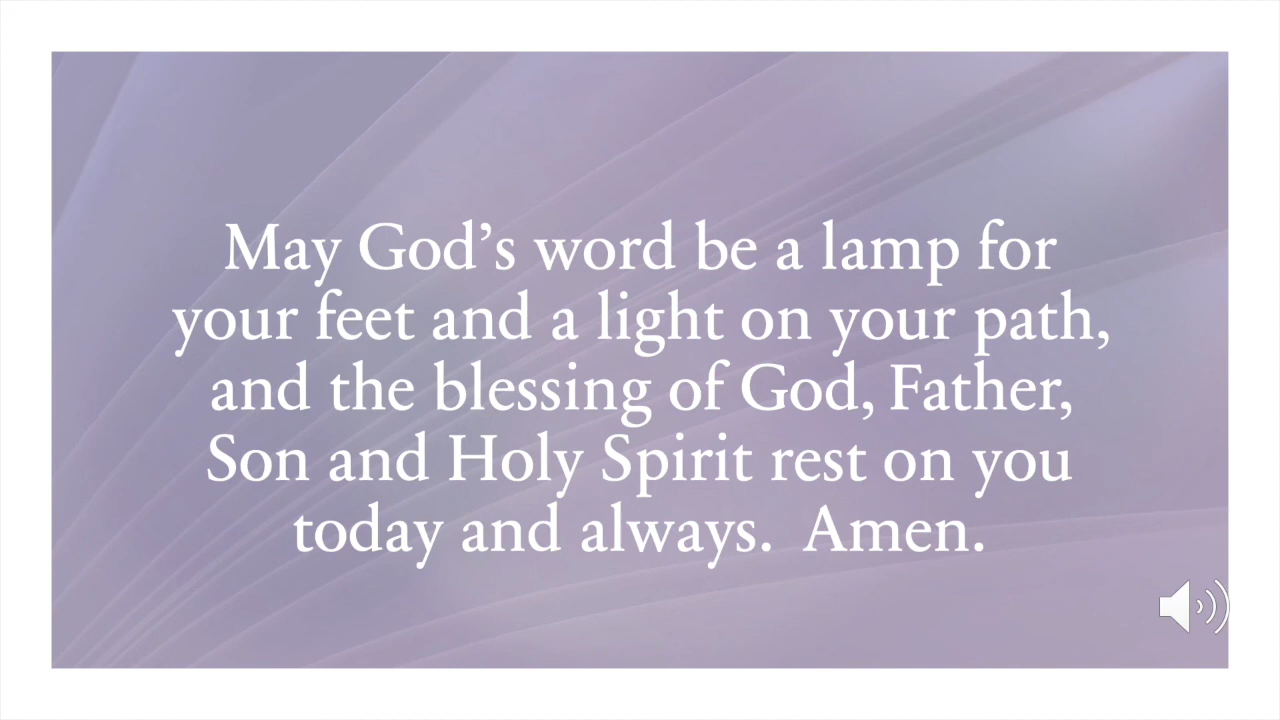 May God’s word be a lamp for
your feet and a light on your path,
and the blessing of God, Father,
Son and Holy Spirit rest on you
today and always.  Amen.